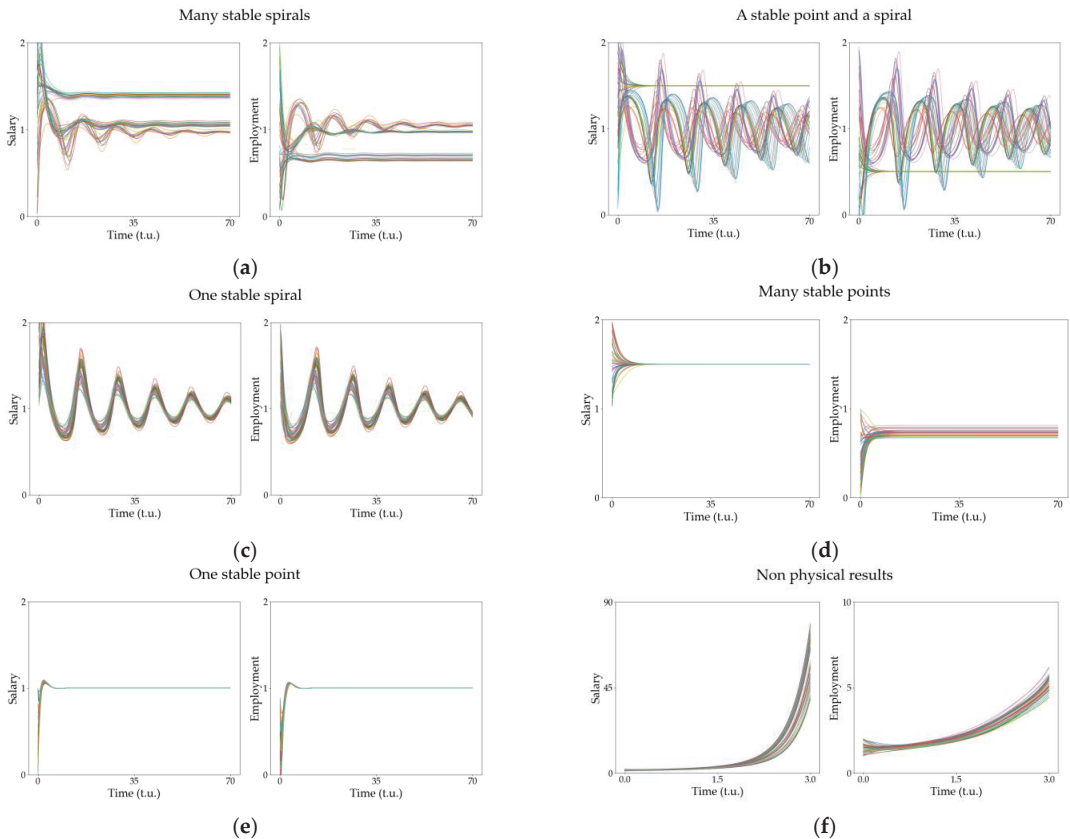 Many stable spirals
2
1
0
Salary
0
35
70
Time (t.u.)
2
1
0
Employment
0
35
70
Time (t.u.)
(a)
A stable point and a spiral
2
1
0
Salary
0
35
70
Time (t.u.)
2
1
0
Employment
0
35
70
Time (t.u.)
(b)
One stable spiral
2
1
0
Salary
0
35
70
Time (t.u.)
2
1
0
Employment
0
35
70
Time (t.u.)
(c)
Many stable points
2
1
0
Salary
0
35
70
Time (t.u.)
2
1
0
Employment
0
35
70
Time (t.u.)
(d)
One stable point
2
1
0
Salary
0
35
70
Time (t.u.)
2
1
0
Employment
0
35
70
Time (t.u.)
(e)
Non physical results
90
45
0
Salary
0.0
1.5
3.0
Time (t.u.)
10
5
0
Employment
0.0
1.5
3.0
Time (t.u.)
(f)